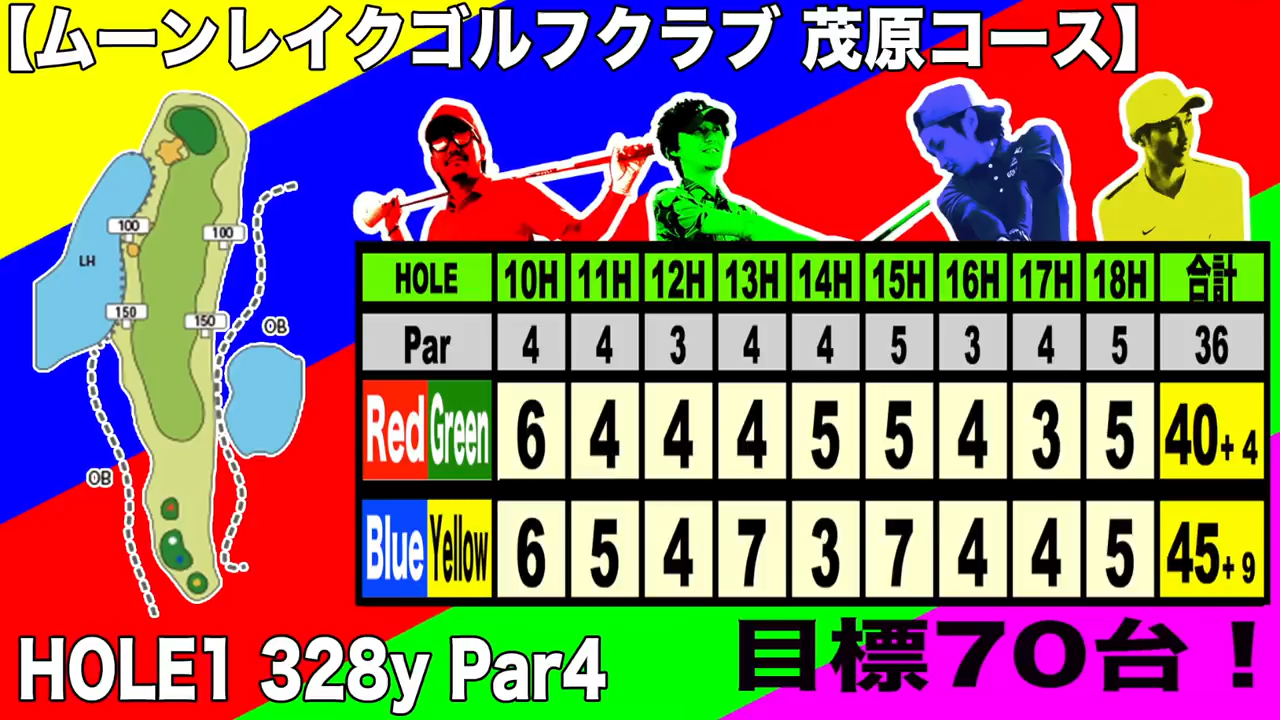 【ムーンレイクゴルフクラブ 茂原コース】
100
100
LH
150
150
OB
OB
HOLE 10H 11H 12H 13H 14H 15H 16H 17H 18H 合計
Par 4 4 3 4 4 5 3 4 5 36
Red Green 6 4 4 4 5 5 4 3 5 40+4
Blue Yellow 6 5 4 7 3 7 4 4 5 45+9
HOLE1 328y Par4
目標70台！